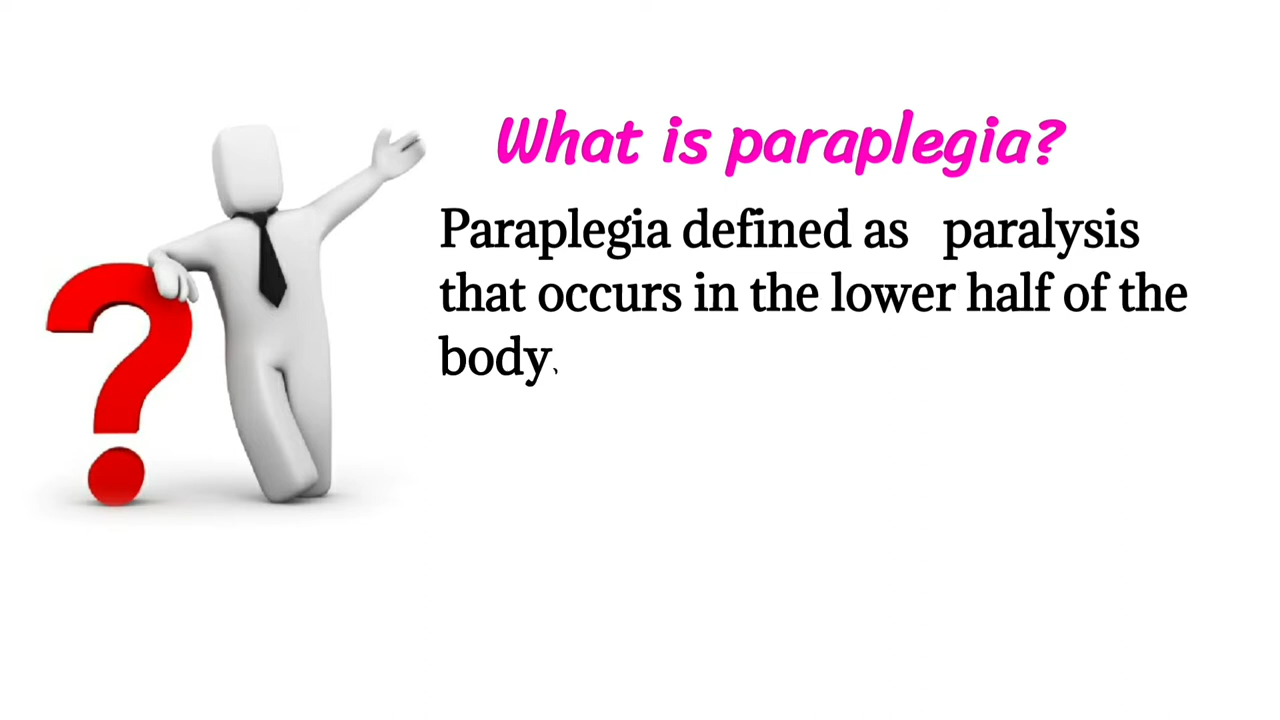 What is paraplegia?
Paraplegia defined as paralysis
that occurs in the lower half of the
body.